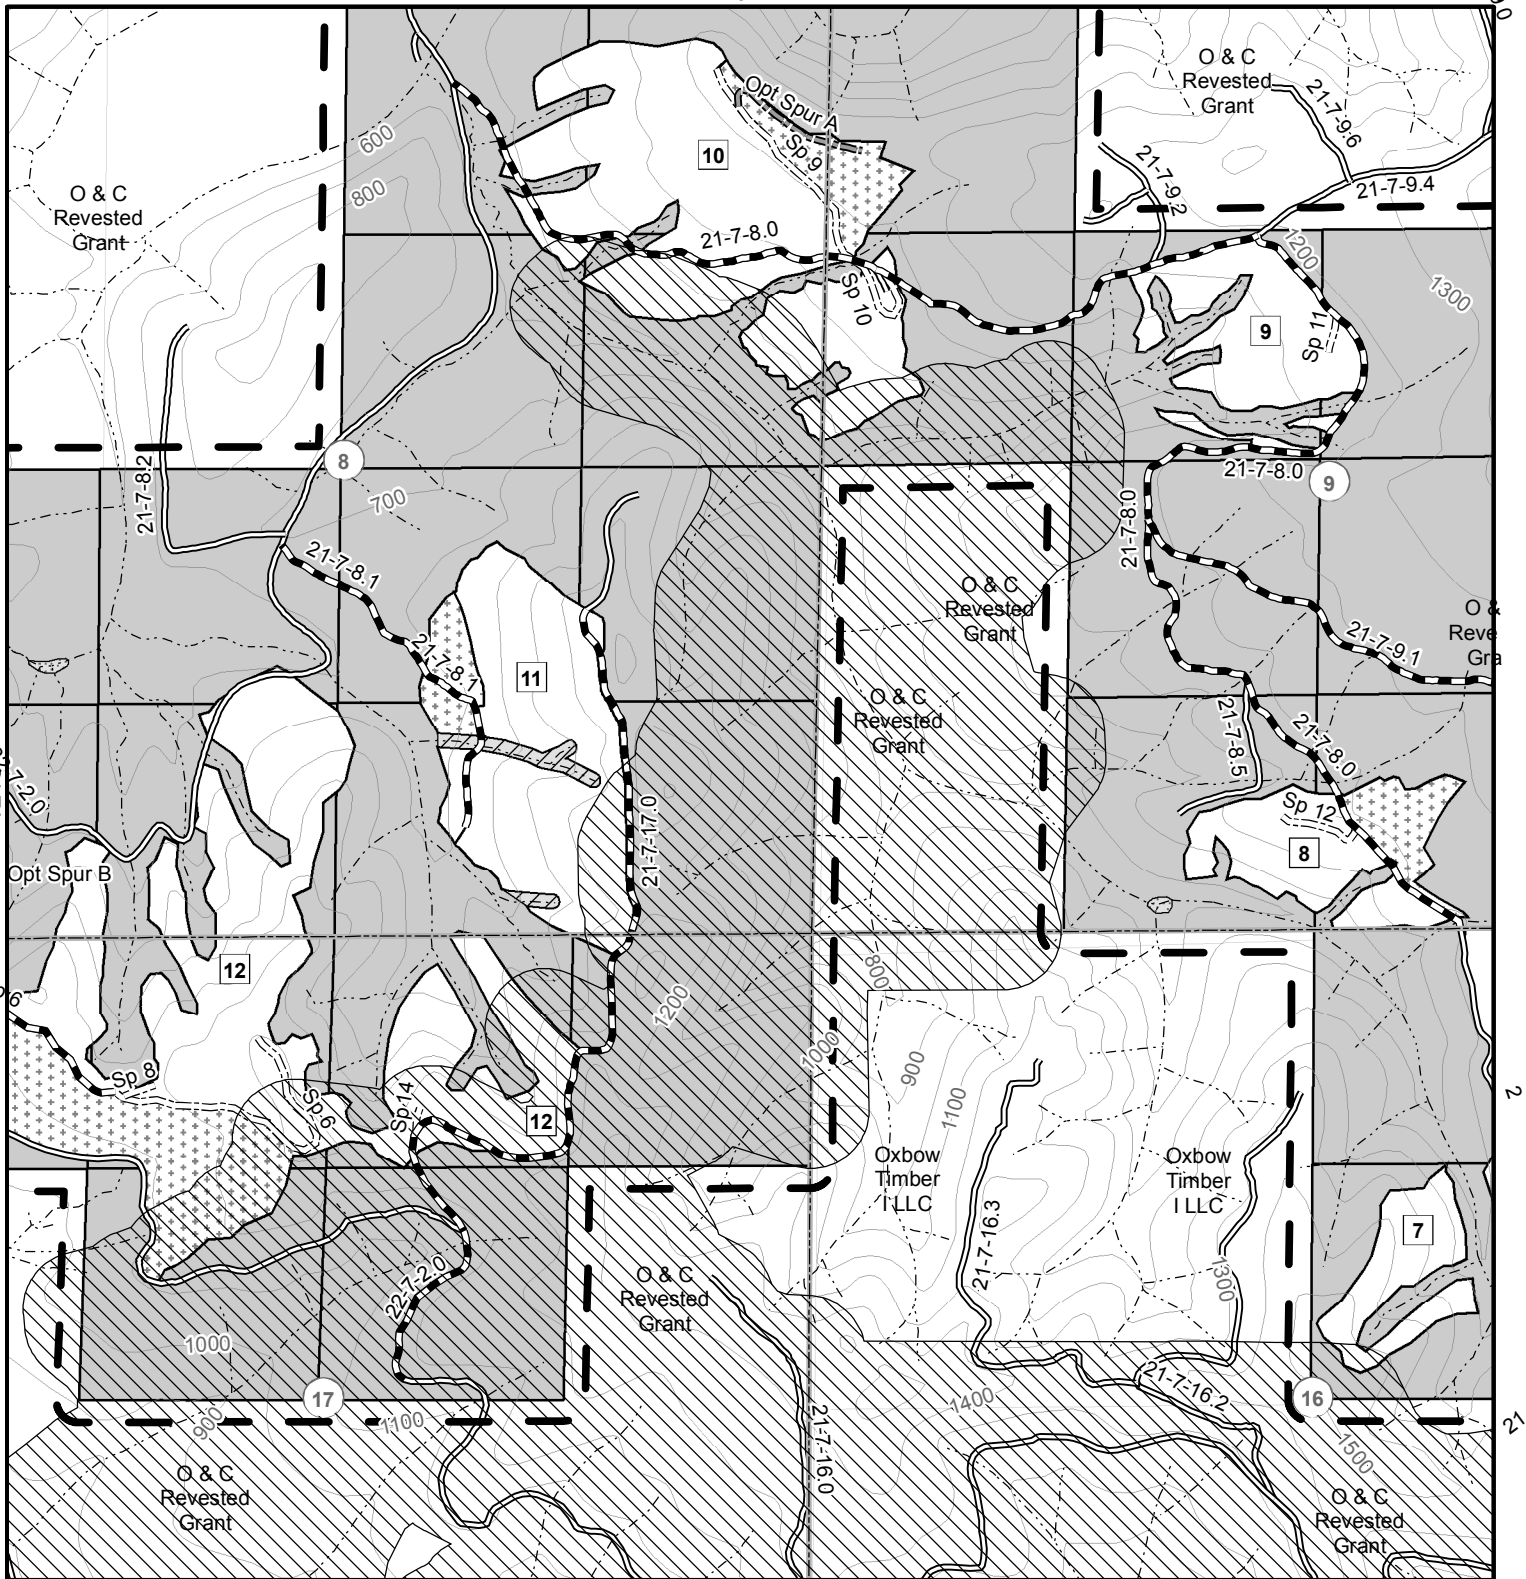 O & C
Revested
Grant
21-7-9.6
Opt Spur A
600
10
Sp 9
21-7-9.2
21-7-9.4
O & C
Revested
Grant
800
21-7-8.0
1200
Sp 10
1300
9
Sp 11
21-7-8.2
8
700
21-7-8.0
9
21-7-8.0
21-7-8.1
O & C
Revested
Grant
O &
Reve
Gra
21-7-9.1
21-7-8.1
11
O & C
Revested
Grant
21-7-8.5
21-7-8.0
7-2.0
Sp 12
21-7-17.0
8
Opt Spur B
12
800
1200
1000
900
1100
Sp 8
Sp 6
Sp 14
12
2
Oxbow
Timber
I LLC
Oxbow
Timber
I LLC
21-7-16.3
7
22-7-2.0
O & C
Revested
Grant
1300
1000
17
900
1100
21-7-16.0
1400
21-7-16.2
16
21
1500
O & C
Revested
Grant
O & C
Revested
Grant